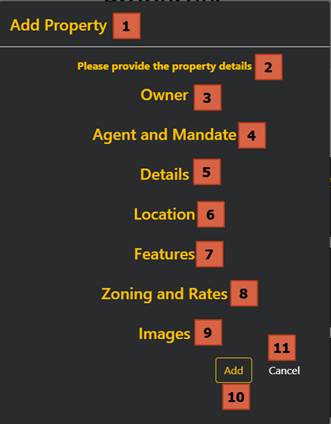 Add Property 1
Please provide the property details 2
Owner 3
Agent and Mandate 4
Details 5
Location 6
Features 7
Zoning and Rates 8
Images 9
11
Add Cancel
10